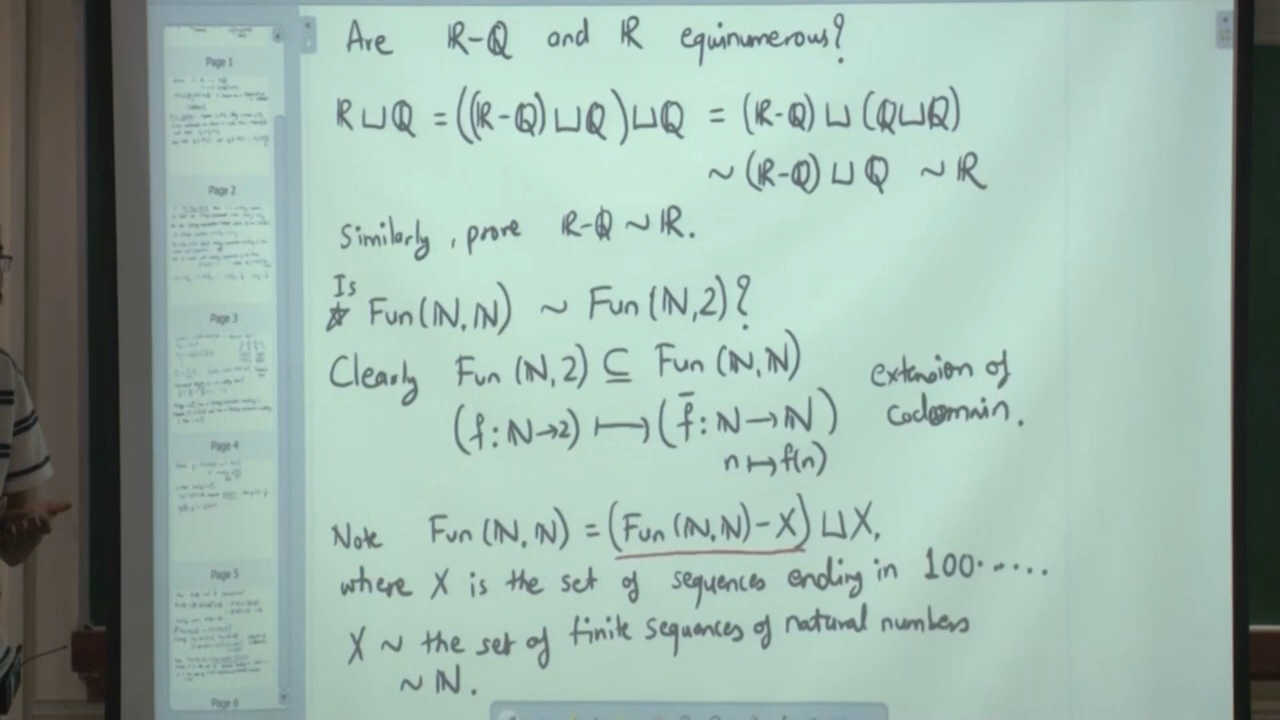 Are ℝ-ℚ and ℝ equinumerous?
ℝ⊔ℚ = ((ℝ-ℚ)⊔ℚ)⊔ℚ = (ℝ-ℚ)⊔(ℚ⊔ℚ)
~ (ℝ-ℚ)⊔ℚ ~ ℝ
Similarly, prove ℝ-ℚ ~ ℝ.
Is
☆ Fun(ℕ,ℕ) ~ Fun(ℕ,2)?
Clearly Fun(ℕ,2) ⊆ Fun(ℕ,ℕ) extension of
(f:ℕ→2) ⟼ (f̄:ℕ→ℕ) codomain.
n↦f(n)
Note Fun(ℕ,ℕ) = (Fun(ℕ,ℕ)-X)⊔X,
where X is the set of sequences ending in 100......
X ~ the set of finite sequences of natural numbers
~ ℕ.
Page 1
Page 2
Page 3
Page 4
Page 5
Page 6